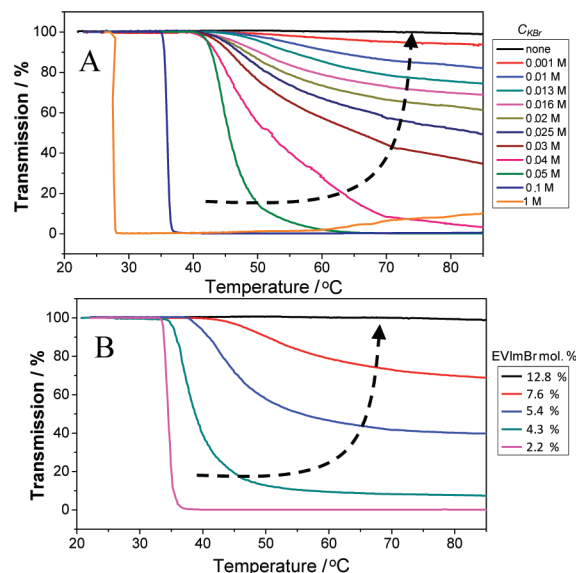 A
Transmission / %
100
80
60
40
20
0
20 30 40 50 60 70 80
Temperature / °C
C_KBr
none
0.001 M
0.01 M
0.013 M
0.016 M
0.02 M
0.025 M
0.03 M
0.04 M
0.05 M
0.1 M
1 M
B
Transmission / %
100
80
60
40
20
0
20 30 40 50 60 70 80
Temperature / °C
EVImBr mol. %
12.8 %
7.6 %
5.4 %
4.3 %
2.2 %